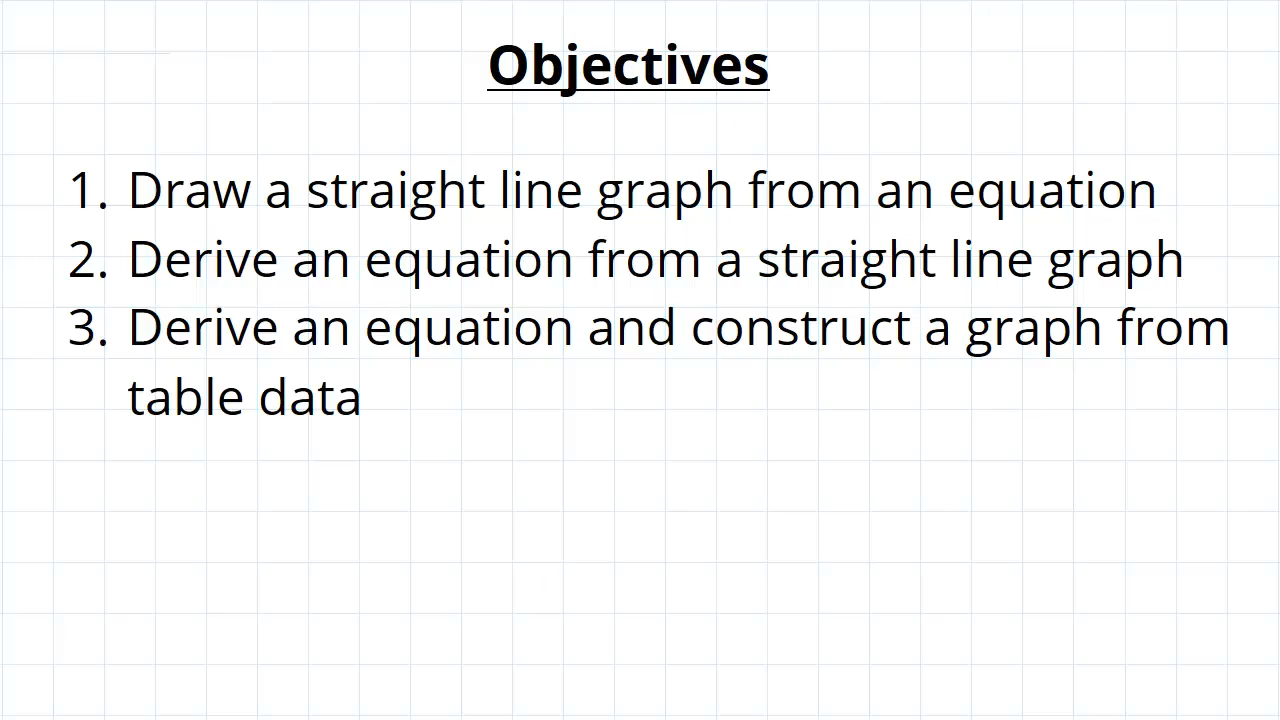 Objectives
1. Draw a straight line graph from an equation
2. Derive an equation from a straight line graph
3. Derive an equation and construct a graph from
table data